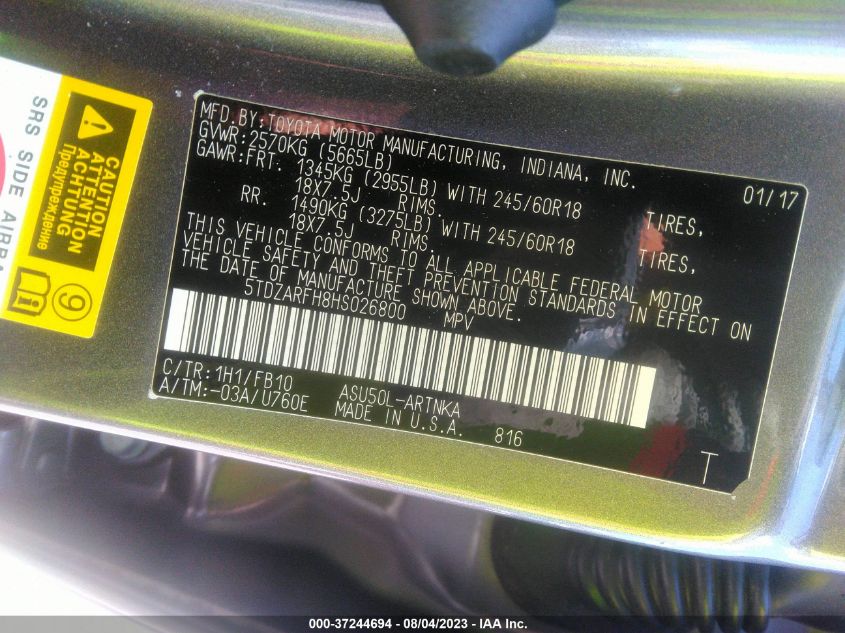 SRS SIDE AIRBA
CAUTION
ATTENTION
ACHTUNG
Предупреждение
9
MFD. BY: TOYOTA MOTOR MANUFACTURING, INDIANA, INC. 01/17
GVWR: 2570KG (5665LB)
GAWR: FRT. 1345KG (2955LB) WITH 245/60R18 TIRES,
18X7.5J RIMS.
RR. 1490KG (3275LB) WITH 245/60R18 TIRES,
18X7.5J RIMS.
THIS VEHICLE CONFORMS TO ALL APPLICABLE FEDERAL MOTOR
VEHICLE SAFETY AND THEFT PREVENTION STANDARDS IN EFFECT ON
THE DATE OF MANUFACTURE SHOWN ABOVE.
5TDZARFH8HS026800 MPV
C/TR: 1H1/FB10 ASU50L-ARTNKA
A/TM: -03A/U760E MADE IN U.S.A. 816
T
000-37244694 - 08/04/2023 - IAA Inc.